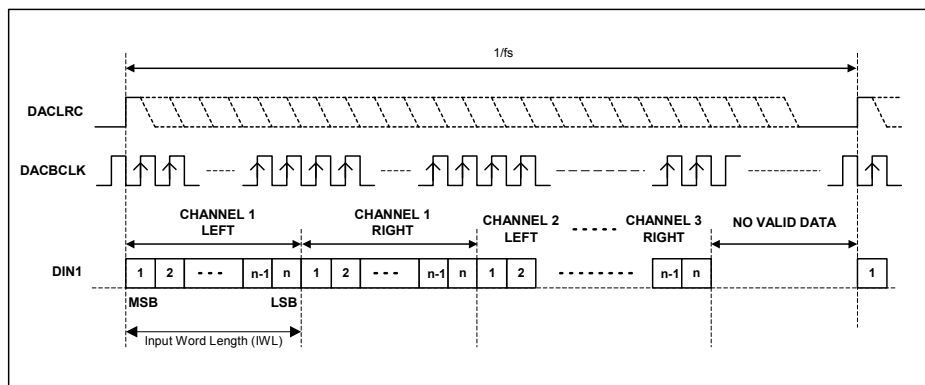 1/fs
DACLRC
DACBCLK
CHANNEL 1
LEFT
CHANNEL 1
RIGHT
CHANNEL 2
LEFT
CHANNEL 3
RIGHT
NO VALID DATA
DIN1
1 2 n-1 n 1 2 n-1 n 1 2 n-1 n 1
MSB LSB
Input Word Length (IWL)